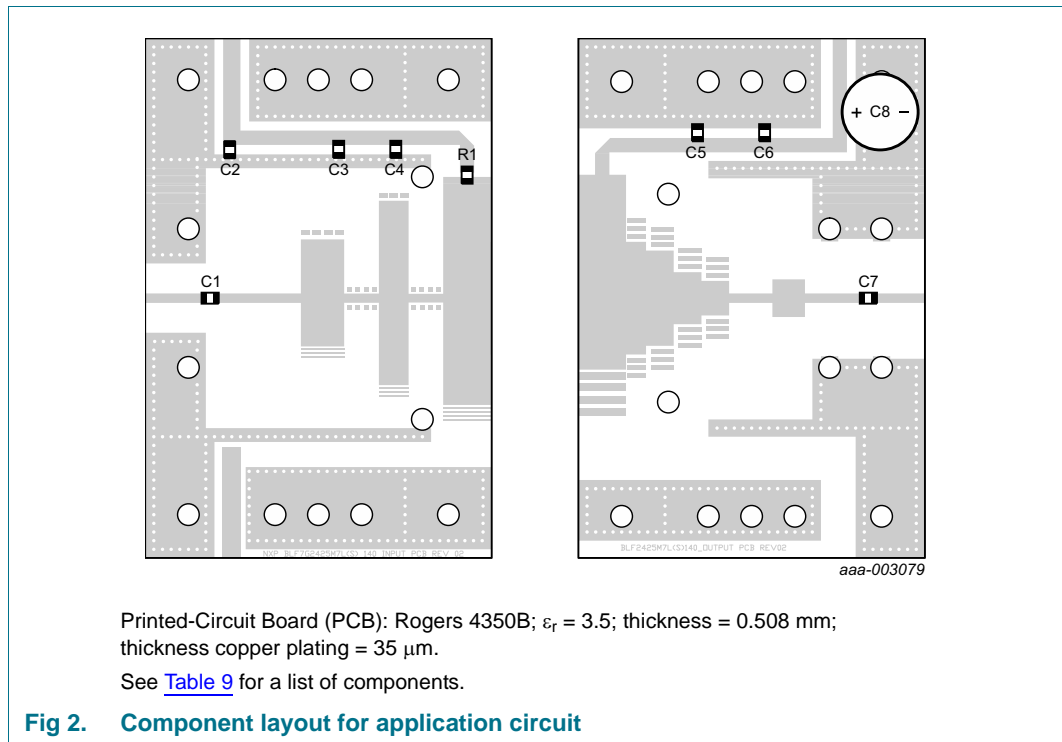 C2
C3
C4
R1
C1
NXP BLF7G2425M7L(S) 140 INPUT PCB REV 02
C5
C6
+ C8 −
C7
BLF2425M7L(S)140_OUTPUT PCB REV02
aaa-003079
Printed-Circuit Board (PCB): Rogers 4350B; εr = 3.5; thickness = 0.508 mm;
thickness copper plating = 35 μm.
See Table 9 for a list of components.
Fig 2. Component layout for application circuit